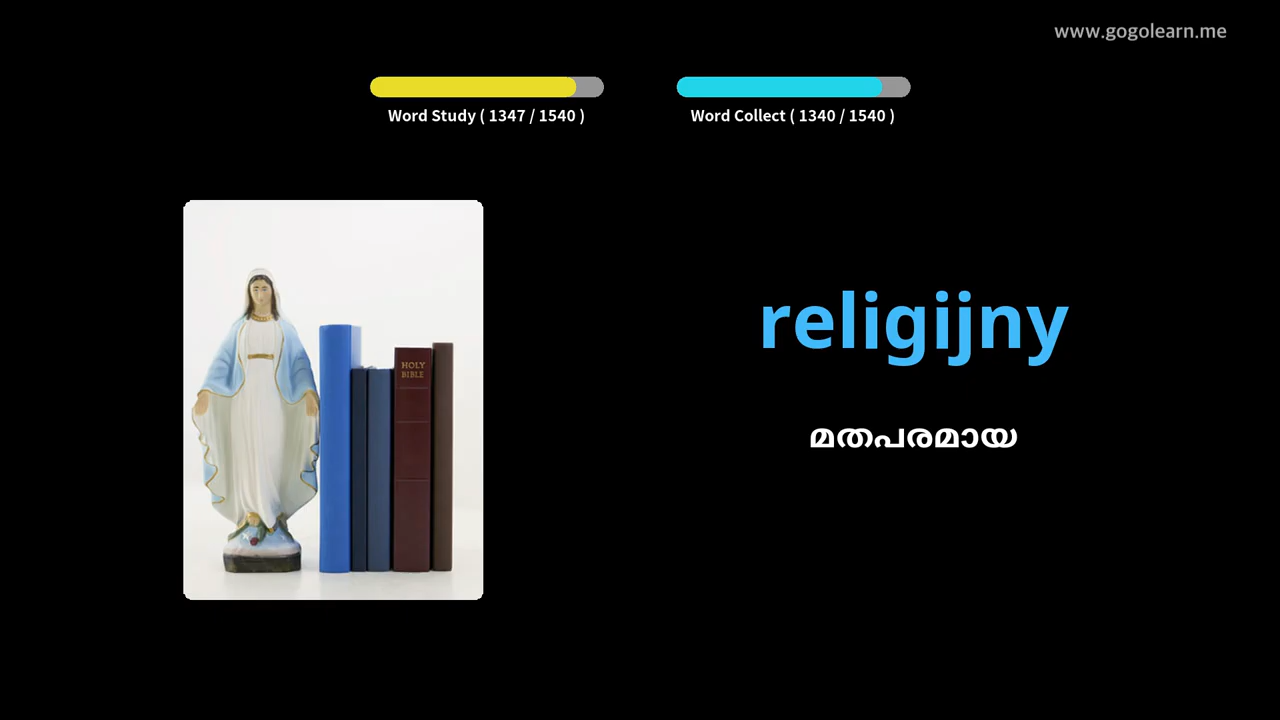 www.gogolearn.me
Word Study ( 1347 / 1540 )
Word Collect ( 1340 / 1540 )
HOLY
BIBLE
religijny
മതപരമായ